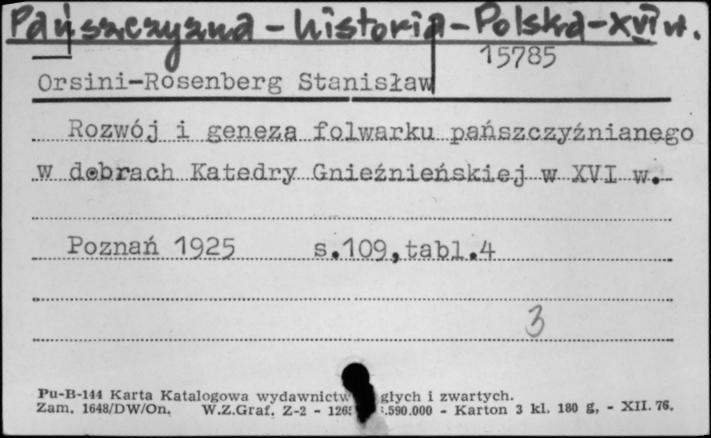 Pańszczyzna - historia - Polska - XVI w.
15785
Orsini-Rosenberg Stanisław
Rozwój i geneza folwarku pańszczyźnianego
w dobrach Katedry Gnieźnieńskiej w XVI w.
Poznań 1925 s.109,tabl.4
3
Pu-B-144 Karta Katalogowa wydawnictw głych i zwartych.
Zam. 1648/DW/On. W.Z.Graf. Z-2 - .590.000 - Karton 3 kl. 180 g, - XII. 76.